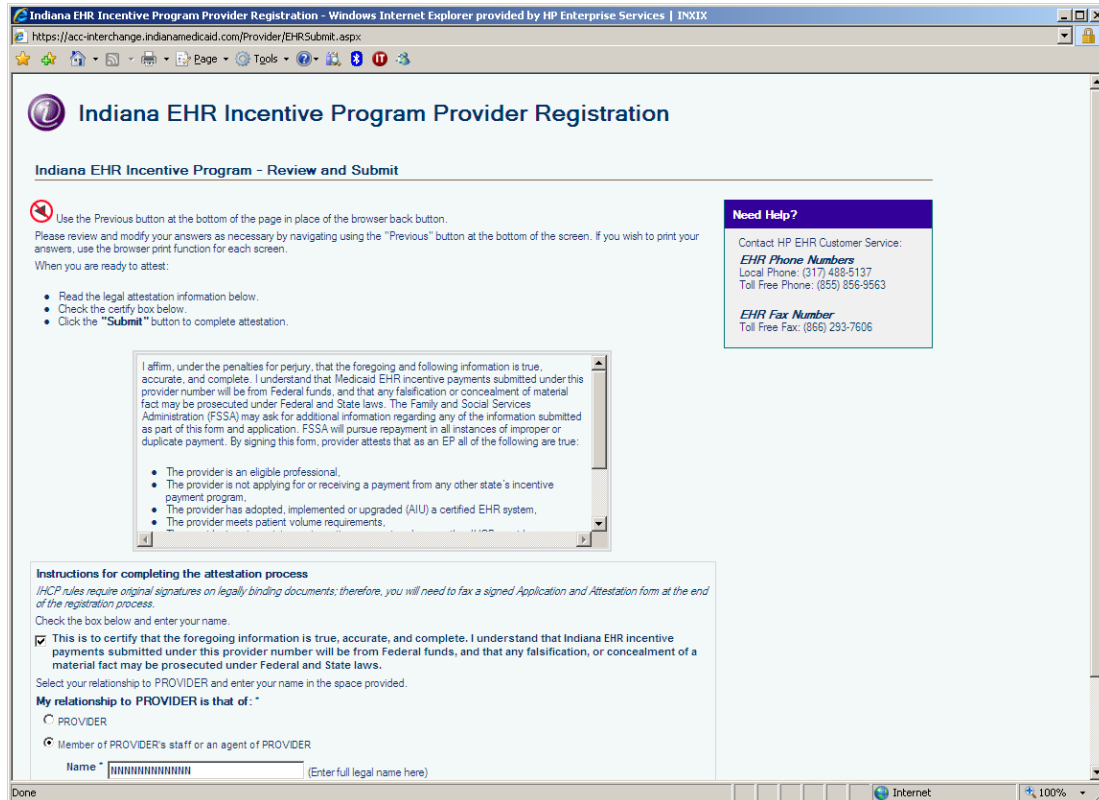 Indiana EHR Incentive Program Provider Registration - Windows Internet Explorer provided by HP Enterprise Services | INXIX
https://acc-interchange.indianamedicaid.com/Provider/EHRSubmit.aspx
Page Tools
Indiana EHR Incentive Program Provider Registration
Indiana EHR Incentive Program - Review and Submit
Use the Previous button at the bottom of the page in place of the browser back button.
Please review and modify your answers as necessary by navigating using the "Previous" button at the bottom of the screen. If you wish to print your
answers, use the browser print function for each screen.
When you are ready to attest:
• Read the legal attestation information below.
• Check the certify box below.
• Click the "Submit" button to complete attestation.
Need Help?
Contact HP EHR Customer Service:
EHR Phone Numbers
Local Phone: (317) 488-5137
Toll Free Phone: (855) 856-9563
EHR Fax Number
Toll Free Fax: (866) 293-7606
I affirm, under the penalties for perjury, that the foregoing and following information is true,
accurate, and complete. I understand that Medicaid EHR incentive payments submitted under this
provider number will be from Federal funds, and that any falsification or concealment of material
fact may be prosecuted under Federal and State laws. The Family and Social Services
Administration (FSSA) may ask for additional information regarding any of the information submitted
as part of this form and application. FSSA will pursue repayment in all instances of improper or
duplicate payment. By signing this form, provider attests that as an EP all of the following are true:
• The provider is an eligible professional,
• The provider is not applying for or receiving a payment from any other state's incentive
payment program,
• The provider has adopted, implemented or upgraded (AIU) a certified EHR system,
• The provider meets patient volume requirements,
Instructions for completing the attestation process
IHCP rules require original signatures on legally binding documents; therefore, you will need to fax a signed Application and Attestation form at the end
of the registration process.
Check the box below and enter your name.
This is to certify that the foregoing information is true, accurate, and complete. I understand that Indiana EHR incentive
payments submitted under this provider number will be from Federal funds, and that any falsification, or concealment of a
material fact may be prosecuted under Federal and State laws.
Select your relationship to PROVIDER and enter your name in the space provided.
My relationship to PROVIDER is that of: *
PROVIDER
Member of PROVIDER's staff or an agent of PROVIDER
Name * NNNNNNNNNNNN (Enter full legal name here)
Done Internet 100%